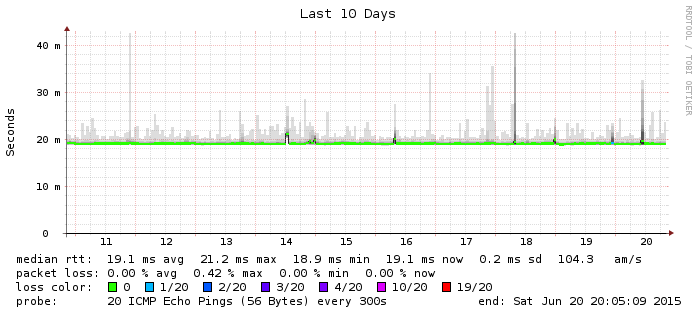 Last 10 Days
RRDTOOL / TOBI OETIKER
Seconds
40 m
30 m
20 m
10 m
0
11 12 13 14 15 16 17 18 19 20
median rtt: 19.1 ms avg 21.2 ms max 18.9 ms min 19.1 ms now 0.2 ms sd 104.3 am/s
packet loss: 0.00 % avg 0.42 % max 0.00 % min 0.00 % now
loss color: 0 1/20 2/20 3/20 4/20 10/20 19/20
probe: 20 ICMP Echo Pings (56 Bytes) every 300s end: Sat Jun 20 20:05:09 2015